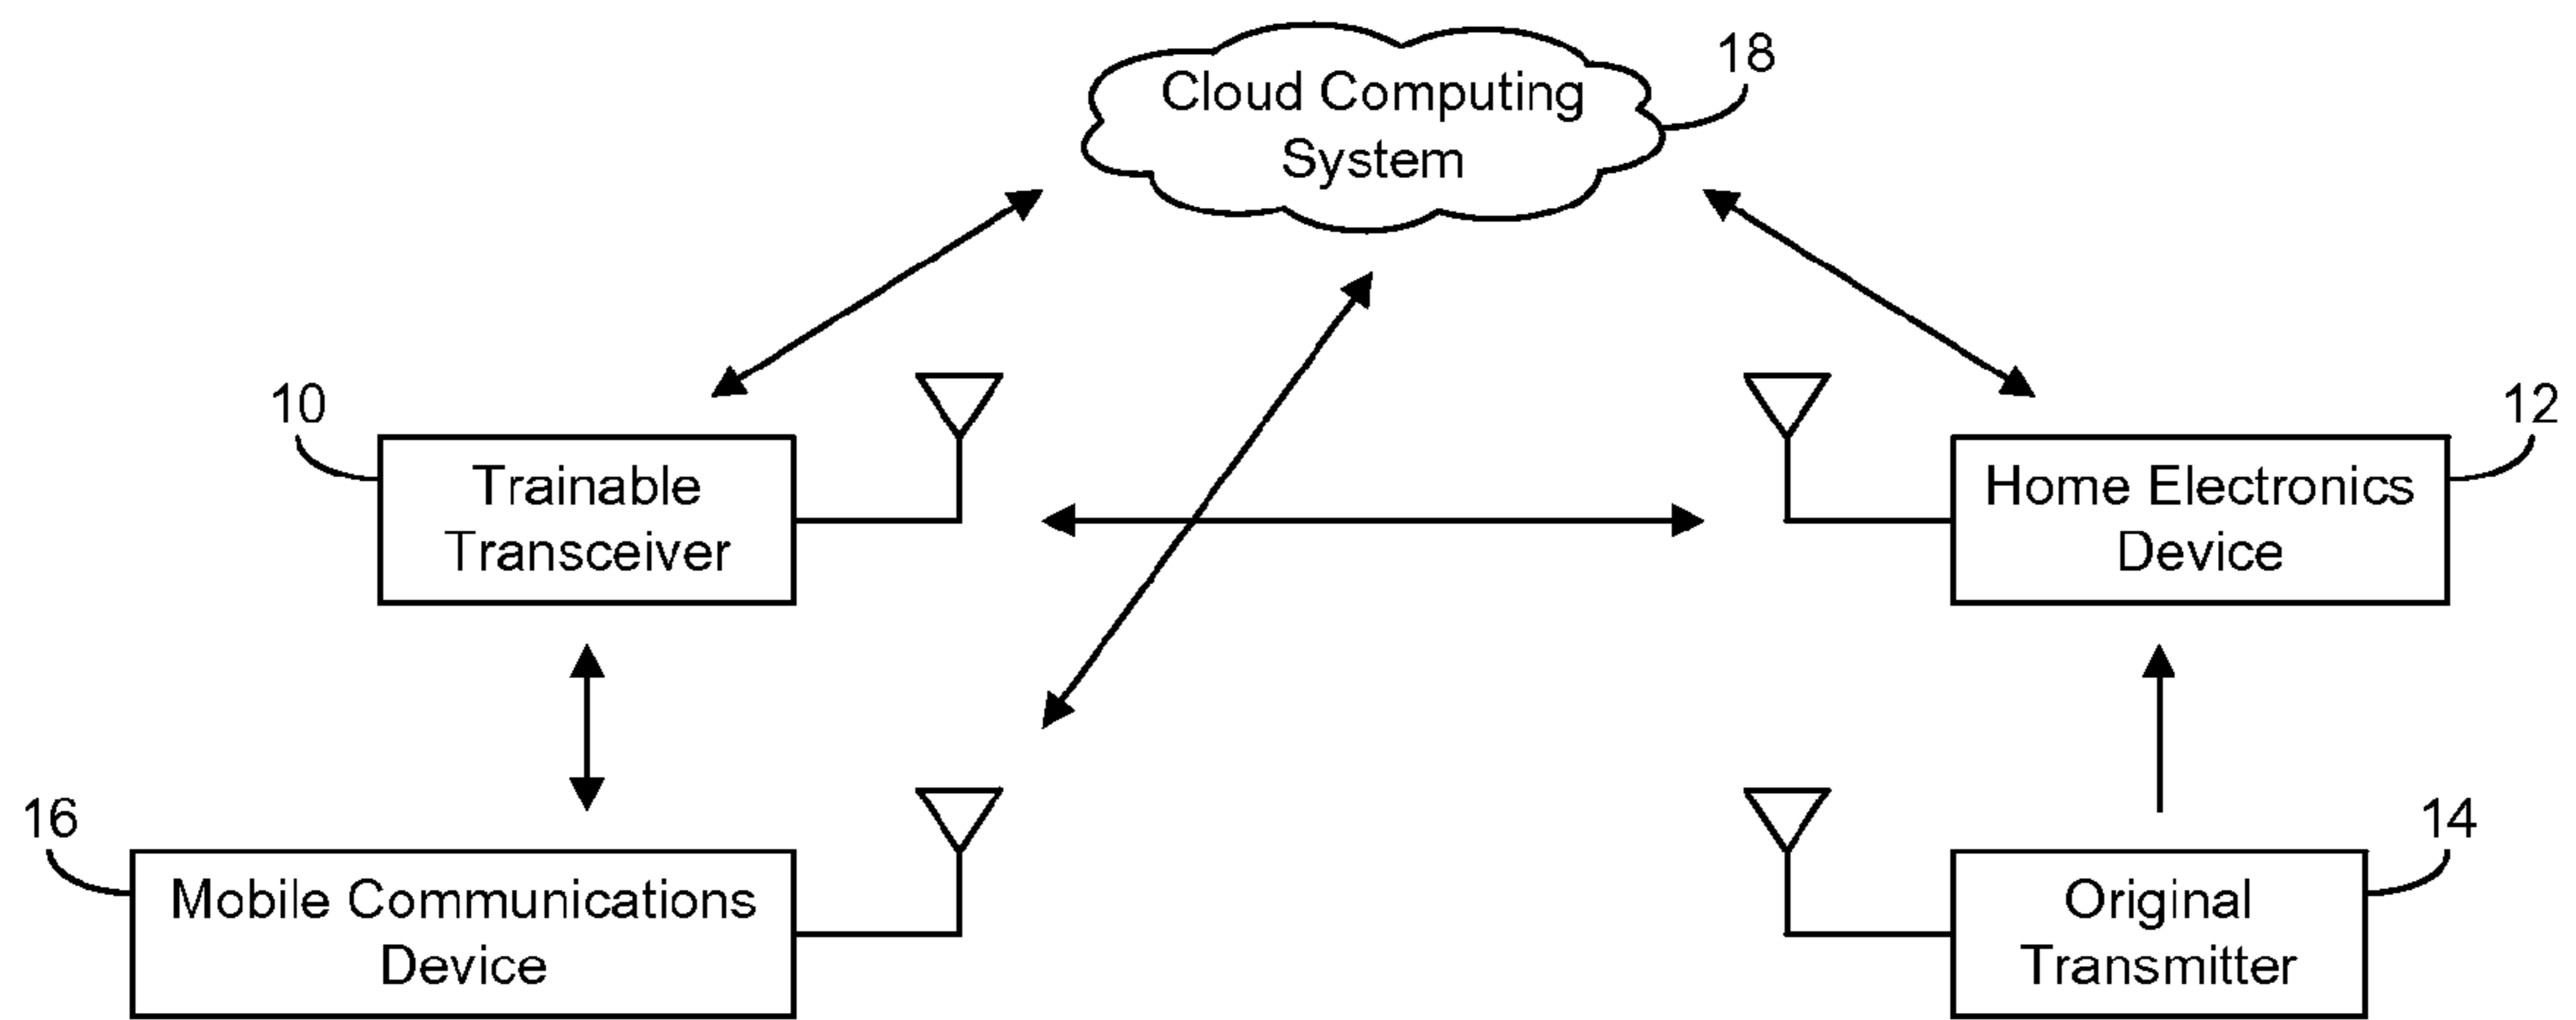 Cloud Computing
System
18
10
Trainable
Transceiver
12
Home Electronics
Device
16
Mobile Communications
Device
14
Original
Transmitter